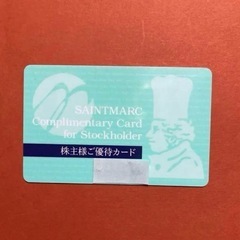 SAINTMARC
Complimentary Card
for Stockholder
株主様ご優待カード